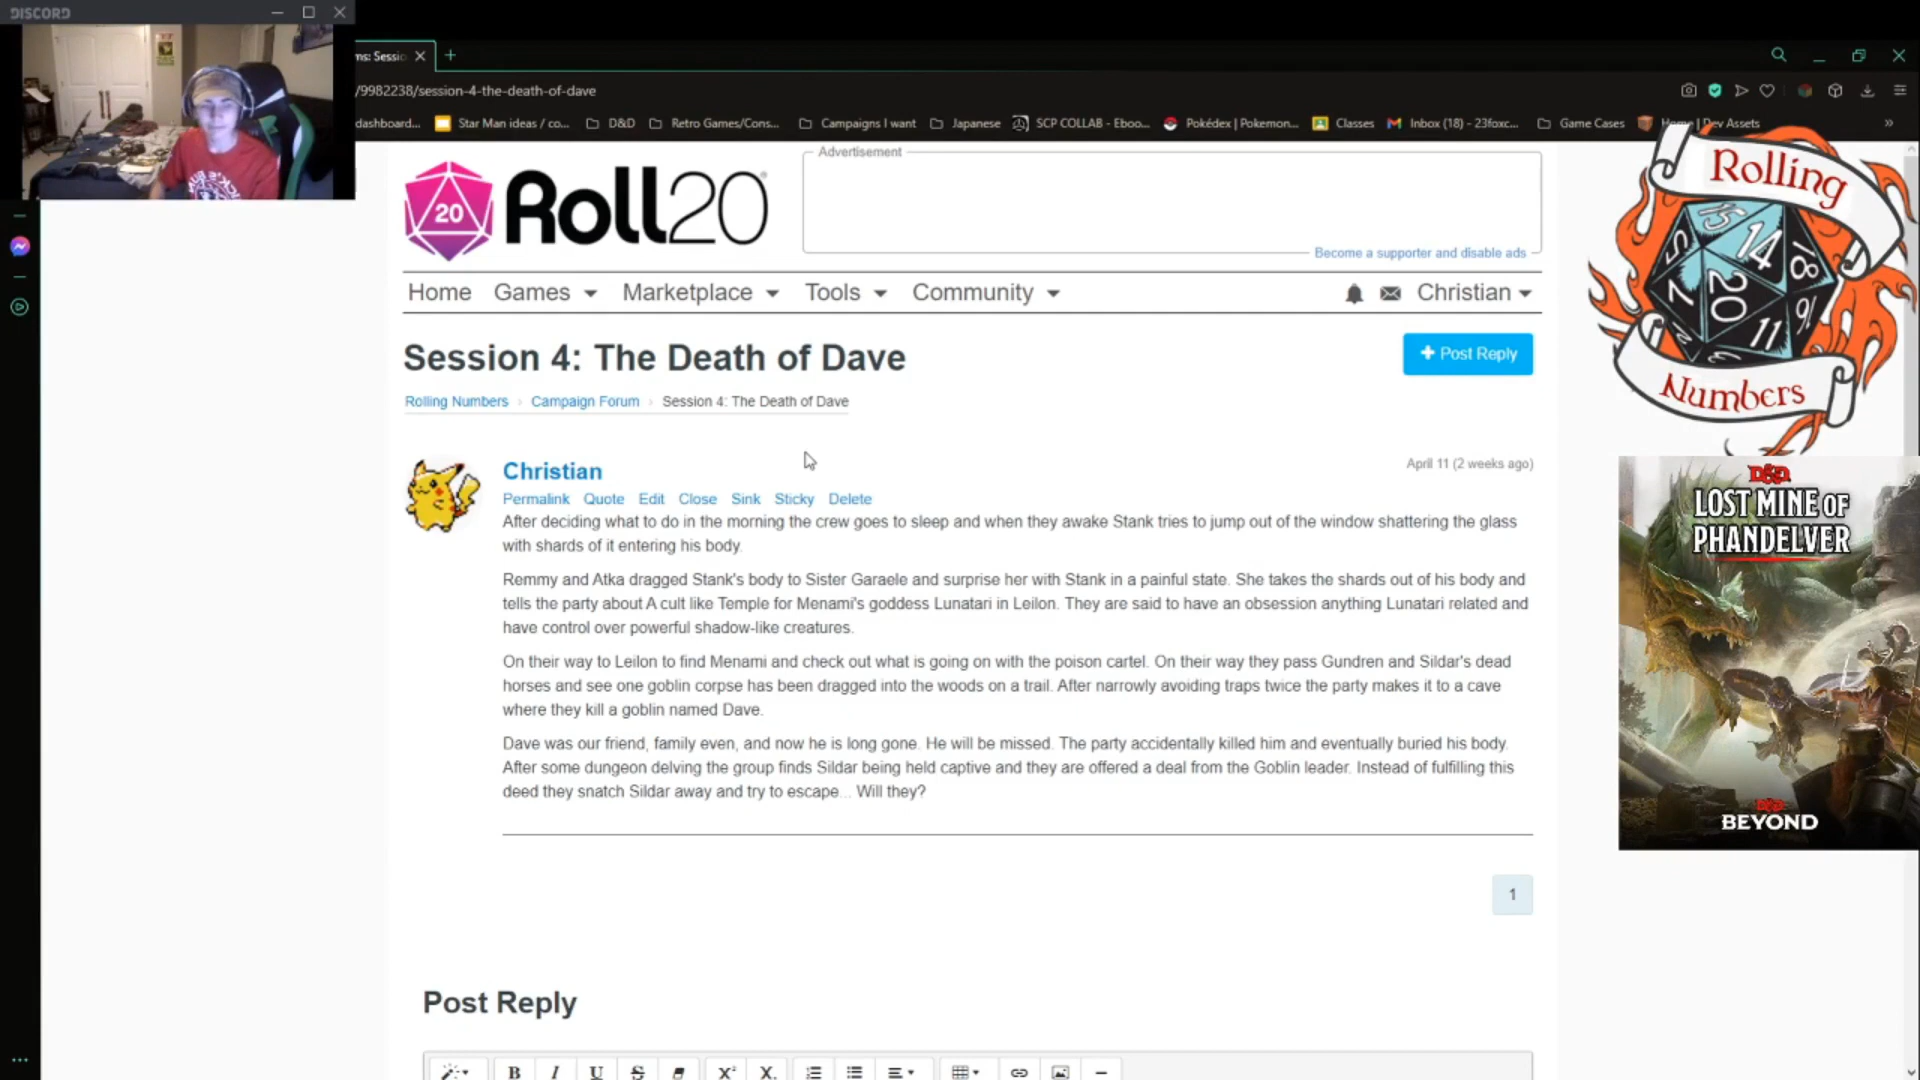 DISCORD
ms: Sessio
/9982238/session-4-the-death-of-dave
dashboard...
Star Man ideas / co...
D&D
Retro Games/Cons...
Campaigns I want
Japanese
SCP COLLAB - Eboo...
Pokédex | Pokemon...
Classes
Inbox (18) - 23foxc...
Game Cases
Home | Dev Assets
»
20
Roll20
Advertisement
Become a supporter and disable ads
Home
Games
Marketplace
Tools
Community
Christian
Session 4: The Death of Dave
+ Post Reply
Rolling Numbers › Campaign Forum › Session 4: The Death of Dave
Christian
April 11 (2 weeks ago)
Permalink Quote Edit Close Sink Sticky Delete
After deciding what to do in the morning the crew goes to sleep and when they awake Stank tries to jump out of the window shattering the glass
with shards of it entering his body.
Remmy and Atka dragged Stank's body to Sister Garaele and surprise her with Stank in a painful state. She takes the shards out of his body and
tells the party about A cult like Temple for Menami's goddess Lunatari in Leilon. They are said to have an obsession anything Lunatari related and
have control over powerful shadow-like creatures.
On their way to Leilon to find Menami and check out what is going on with the poison cartel. On their way they pass Gundren and Sildar's dead
horses and see one goblin corpse has been dragged into the woods on a trail. After narrowly avoiding traps twice the party makes it to a cave
where they kill a goblin named Dave.
Dave was our friend, family even, and now he is long gone. He will be missed. The party accidentally killed him and eventually buried his body.
After some dungeon delving the group finds Sildar being held captive and they are offered a deal from the Goblin leader. Instead of fulfilling this
deed they snatch Sildar away and try to escape... Will they?
1
Post Reply
B I U S X² X.
Rolling
15
14
18
5
2
20
16
11
Numbers
D&D
LOST MINE OF
PHANDELVER
D&D
BEYOND